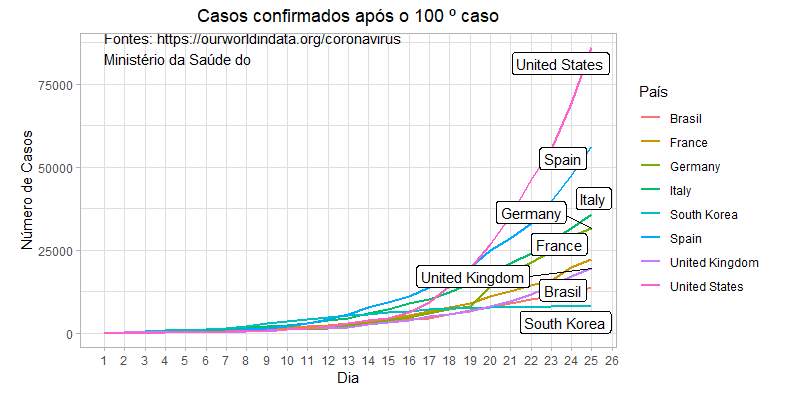 Casos confirmados após o 100 º caso
Fontes: https://ourworldindata.org/coronavirus
Ministério da Saúde do
Número de Casos
75000
50000
25000
0
United States
Spain
Italy
Germany
France
United Kingdom
Brasil
South Korea
1 2 3 4 5 6 7 8 9 10 11 12 13 14 15 16 17 18 19 20 21 22 23 24 25 26
Dia
País
Brasil
France
Germany
Italy
South Korea
Spain
United Kingdom
United States